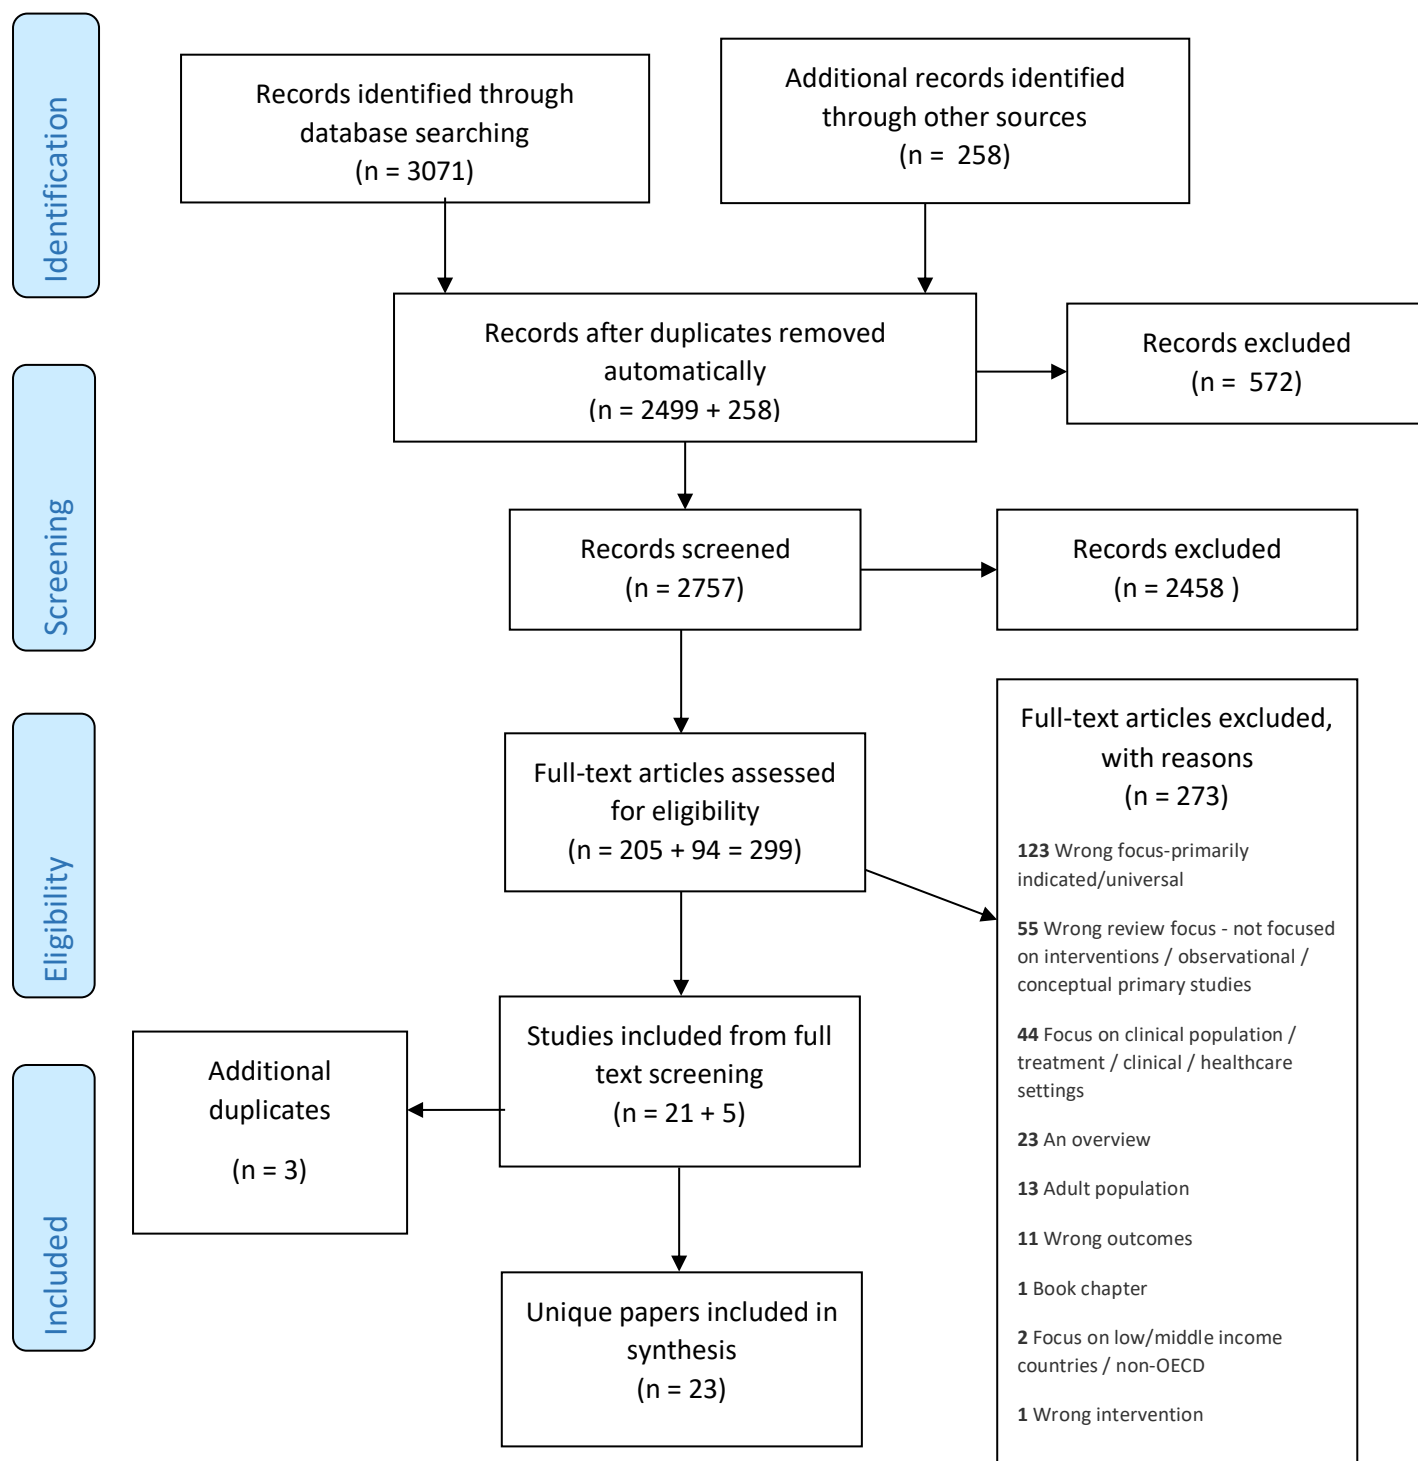 Identification
Records identified through
database searching
(n = 3071)
Additional records identified
through other sources
(n = 258)
Records after duplicates removed
automatically
(n = 2499 + 258)
Records excluded
(n = 572)
Screening
Records screened
(n = 2757)
Records excluded
(n = 2458 )
Eligibility
Full-text articles assessed
for eligibility
(n = 205 + 94 = 299)
Full-text articles excluded,
with reasons
(n = 273)
123 Wrong focus-primarily
indicated/universal
55 Wrong review focus - not focused
on interventions / observational /
conceptual primary studies
44 Focus on clinical population /
treatment / clinical / healthcare
settings
23 An overview
13 Adult population
11 Wrong outcomes
1 Book chapter
2 Focus on low/middle income
countries / non-OECD
1 Wrong intervention
Included
Studies included from full
text screening
(n = 21 + 5)
Additional
duplicates
(n = 3)
Unique papers included in
synthesis
(n = 23)